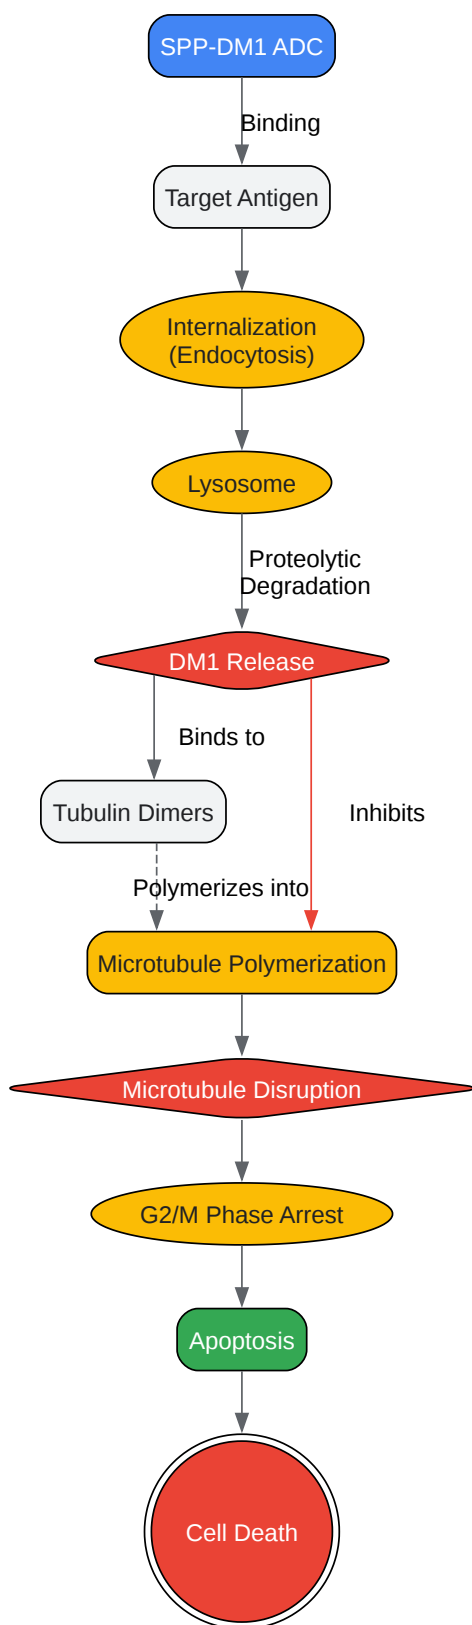 SPP-DM1 ADC
Binding
Target Antigen
Internalization
(Endocytosis)
Lysosome
Proteolytic
Degradation
DM1 Release
Binds to
Tubulin Dimers
Inhibits
Polymerizes into
Microtubule Polymerization
Microtubule Disruption
G2/M Phase Arrest
Apoptosis
Cell Death